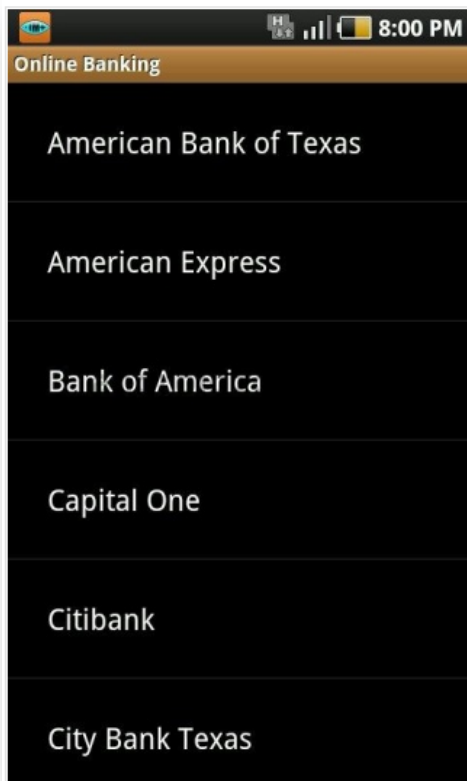 H 8:00 PM
Online Banking
American Bank of Texas
American Express
Bank of America
Capital One
Citibank
City Bank Texas